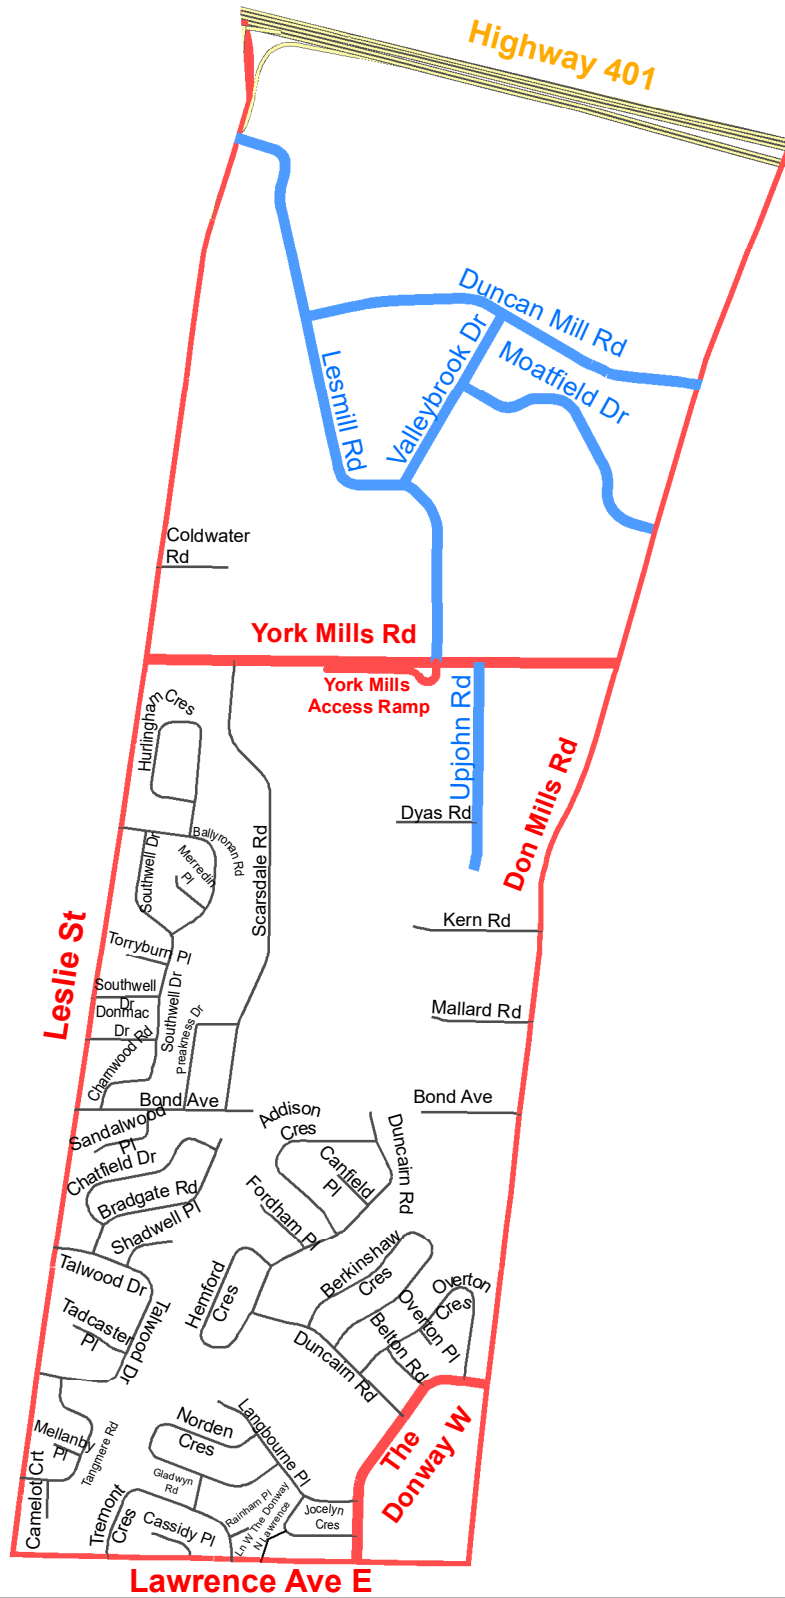 Highway 401
Duncan Mill Rd
Valleybrook Dr
Moatfield Dr
Lesmill Rd
Coldwater
Rd
York Mills Rd
York Mills
Access Ramp
Hurlingham Cres
Upjohn Rd
Don Mills Rd
Dyas Rd
Scarsdale Rd
Ballyronan Rd
Merredin
Pl
Southwell Dr
Leslie St
Kern Rd
Torryburn Pl
Southwell
Dr
Southwell Dr
Donmac
Dr
Preakness Dr
Mallard Rd
Charnwood Rd
Bond Ave
Bond Ave
Sandalwood
Pl
Addison
Cres
Duncairn Rd
Chatfield Dr
Canfield
Pl
Bradgate Rd
Fordham Pl
Shadwell Pl
Berkinshaw
Cres
Talwood Dr
Hemford
Cres
Overton
Cres
Overton Pl
Belton Rd
Tadcaster
Pl
Talwood Dr
Duncairn Rd
The
Donway W
Langbourne Pl
Norden
Cres
Mellanby
Pl
Tangmere Rd
Gladwyn
Rd
Camelot Crt
Tremont
Cres
Cassidy Pl
Rainham Pl
Ln W The Donway
N Lawrence
Jocelyn
Cres
Lawrence Ave E